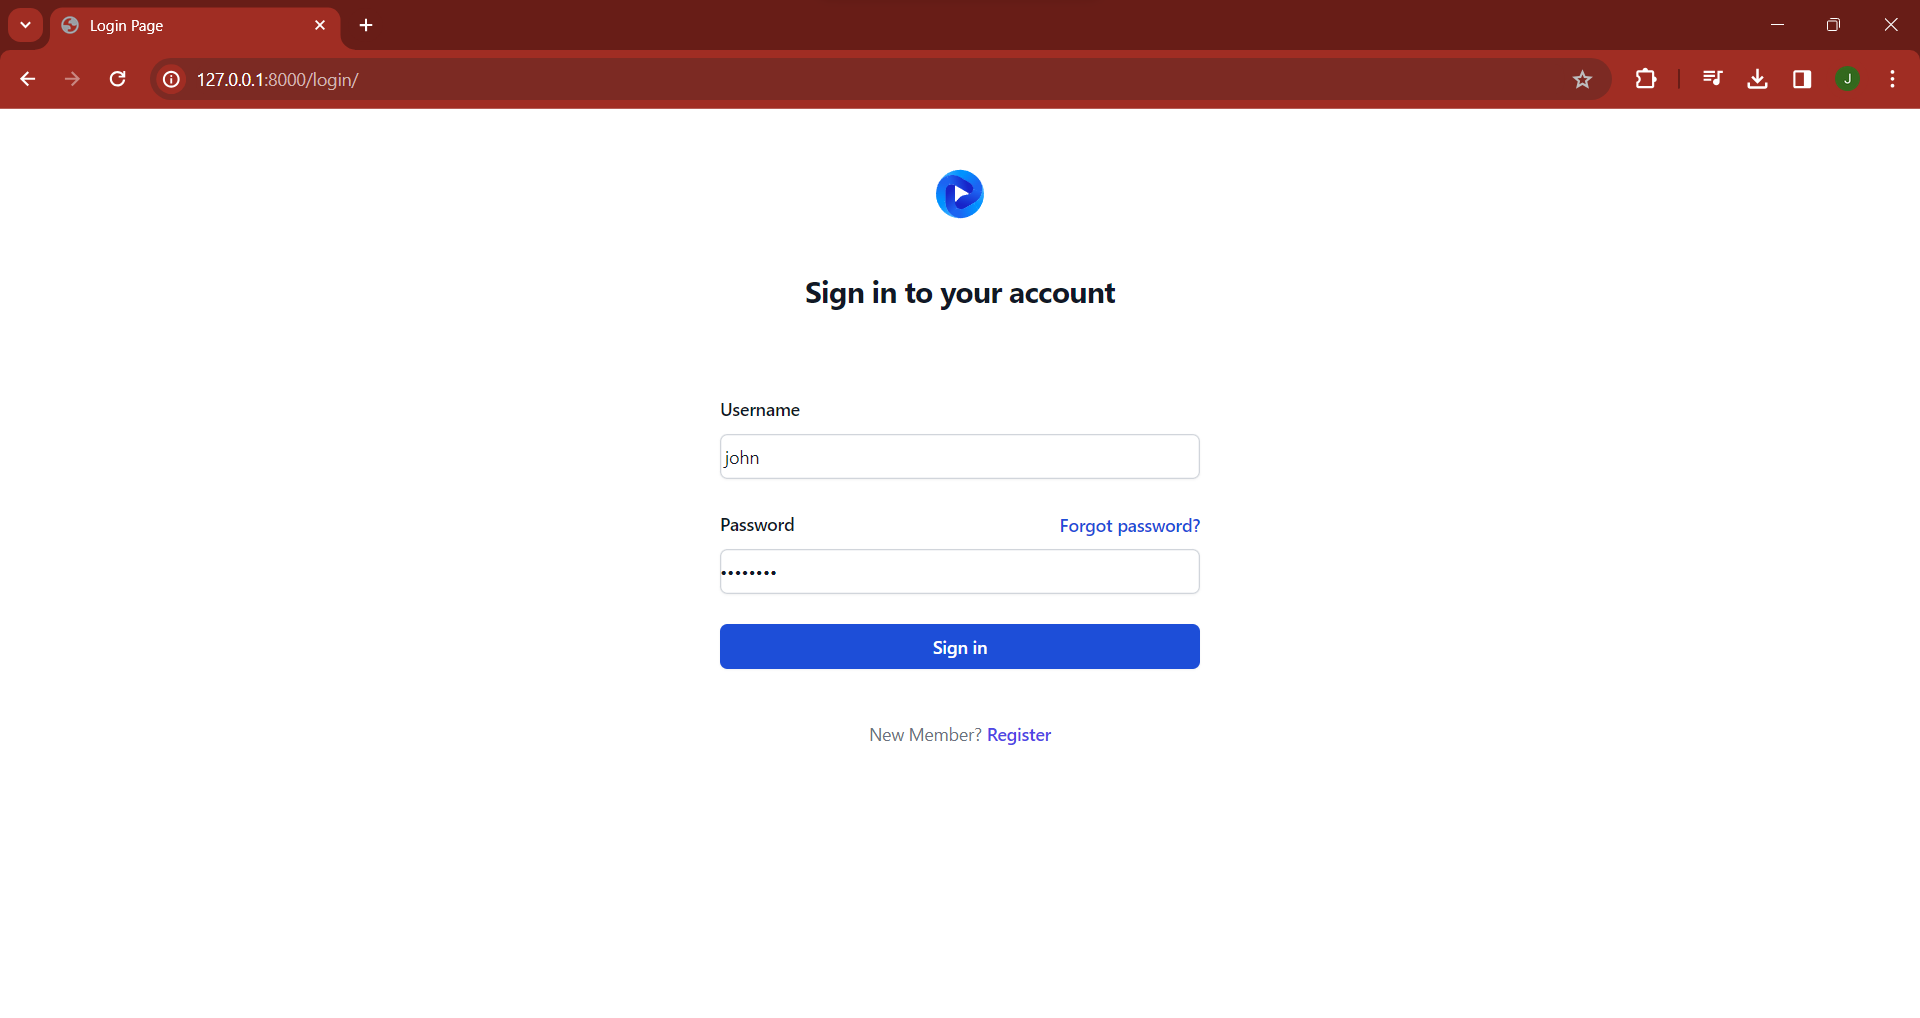 Login Page
127.0.0.1:8000/login/
J
Sign in to your account
Username
john
Password Forgot password?
••••••••
Sign in
New Member? Register